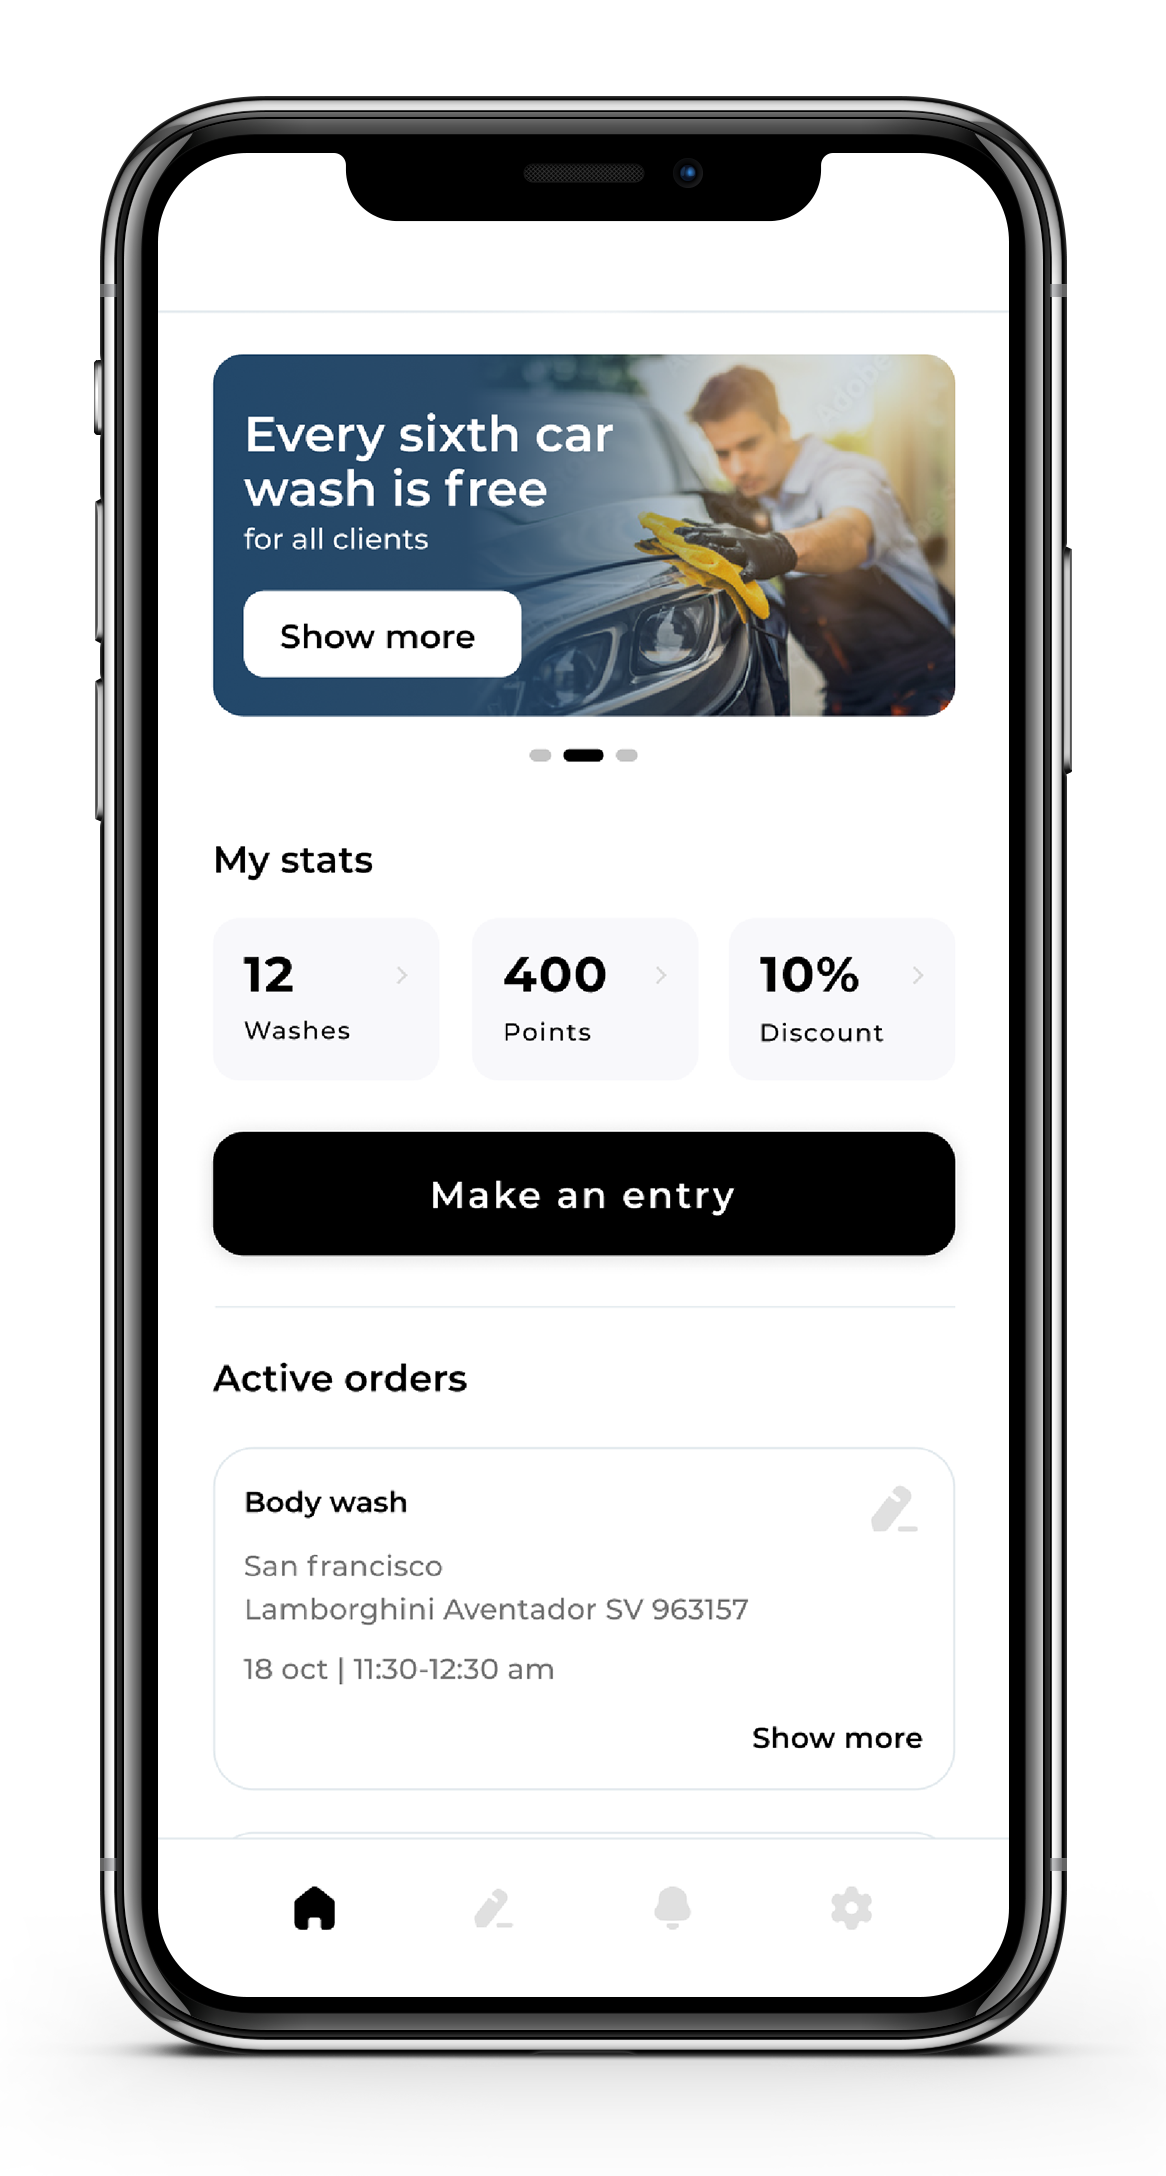 Every sixth car
wash is free
for all clients
Show more
My stats
12
Washes
400
Points
10%
Discount
Make an entry
Active orders
Body wash
San francisco
Lamborghini Aventador SV 963157
18 oct | 11:30-12:30 am
Show more
Adobe